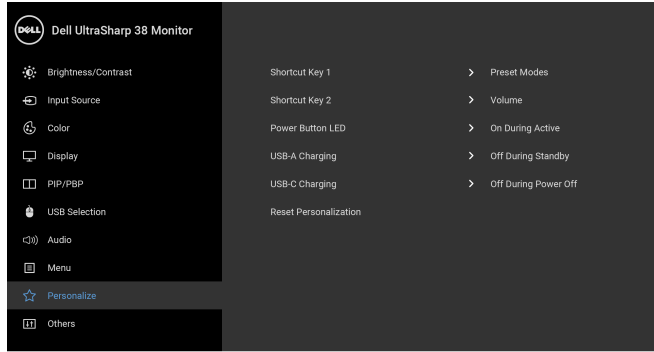 DELL Dell UltraSharp 38 Monitor
Brightness/Contrast
Input Source
Color
Display
PIP/PBP
USB Selection
Audio
Menu
Personalize
Others
Shortcut Key 1 > Preset Modes
Shortcut Key 2 > Volume
Power Button LED > On During Active
USB-A Charging > Off During Standby
USB-C Charging > Off During Power Off
Reset Personalization